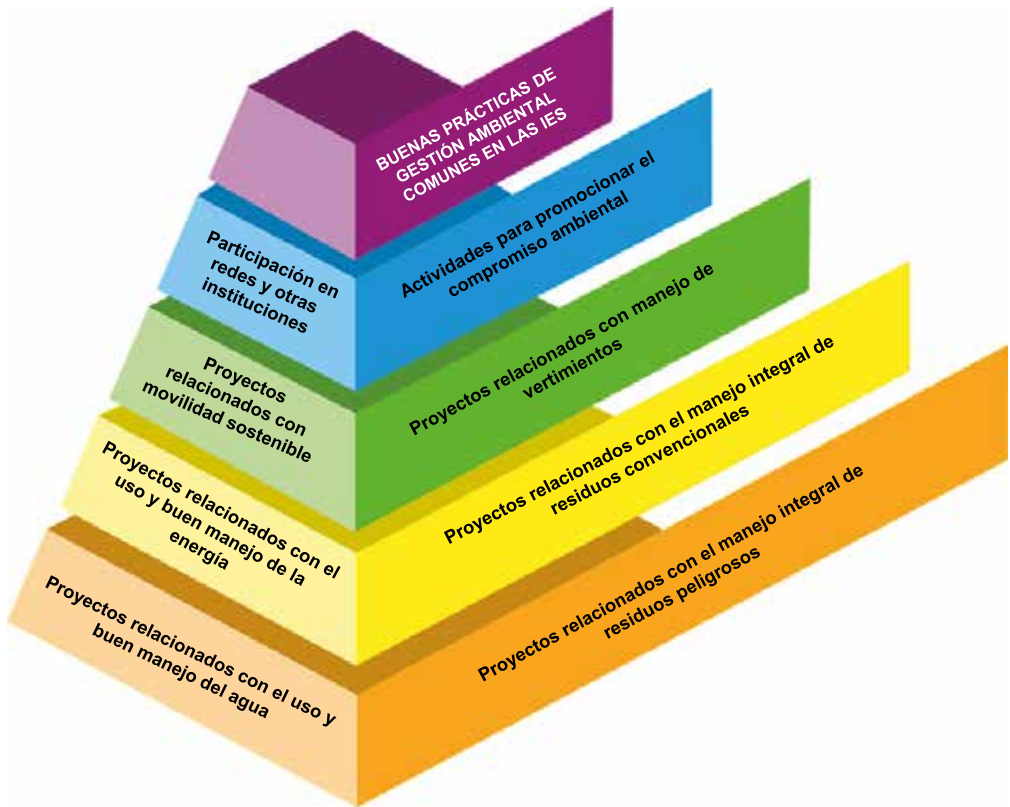 BUENAS PRÁCTICAS DE
GESTIÓN AMBIENTAL
COMUNES EN LAS IES
Participación en
redes y otras
instituciones
Actividades para promocionar el
compromiso ambiental
Proyectos
relacionados con
movilidad sostenible
Proyectos relacionados con manejo de
vertimientos
Proyectos relacionados con el
uso y buen manejo de la
energía
Proyectos relacionados con el manejo integral de
residuos convencionales
Proyectos relacionados con el uso y
buen manejo del agua
Proyectos relacionados con el manejo integral de
residuos peligrosos